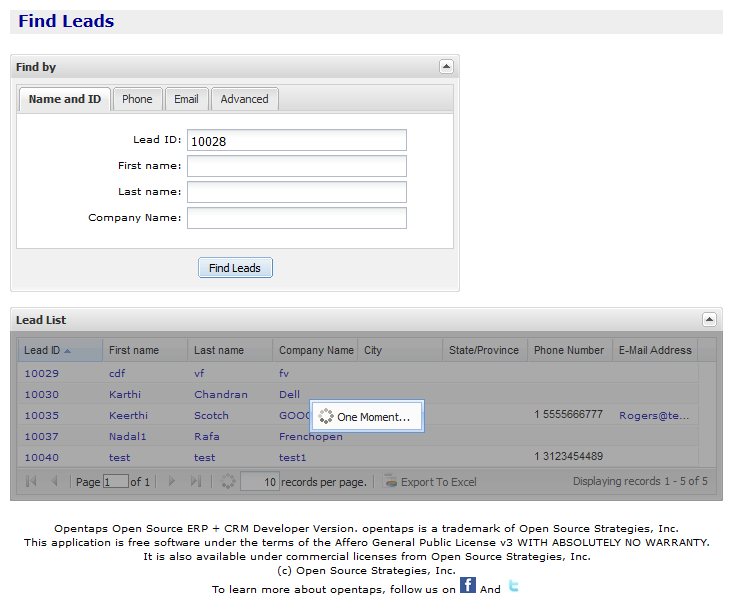 Find Leads
Find by
Name and ID Phone Email Advanced
Lead ID: 10028
First name:
Last name:
Company Name:
Find Leads
Lead List
Lead ID First name Last name Company Name City State/Province Phone Number E-Mail Address
10029 cdf vf fv
10030 Karthi Chandran Dell
10035 Keerthi Scotch 1 5555666777 Rogers@te...
One Moment...
10037 Nadal1 Rafa Frenchopen
10040 test test test1 1 3123454489
Page 1 of 1 10 records per page. Export To Excel Displaying records 1 - 5 of 5
Opentaps Open Source ERP + CRM Developer Version. opentaps is a trademark of Open Source Strategies, Inc.
This application is free software under the terms of the Affero General Public License v3 WITH ABSOLUTELY NO WARRANTY.
It is also available under commercial licenses from Open Source Strategies, Inc.
(c) Open Source Strategies, Inc.
To learn more about opentaps, follow us on f And t